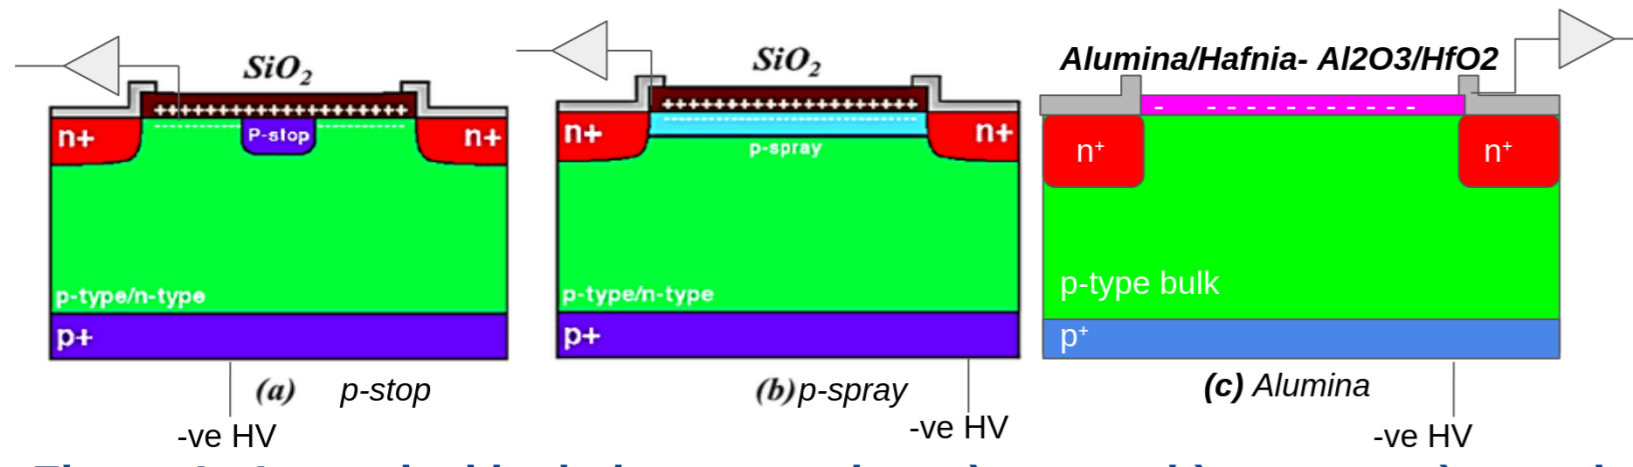 SiO₂
+++++++++++++++++++
n+ P-stop n+
p-type/n-type
p+
(a) p-stop
-ve HV
SiO₂
+++++++++++++++++++
n+ n+
p-spray
p-type/n-type
p+
(b) p-spray
-ve HV
Alumina/Hafnia- Al2O3/HfO2
- - - - - - - - - - -
n⁺ n⁺
p-type bulk
p⁺
(c) Alumina
-ve HV